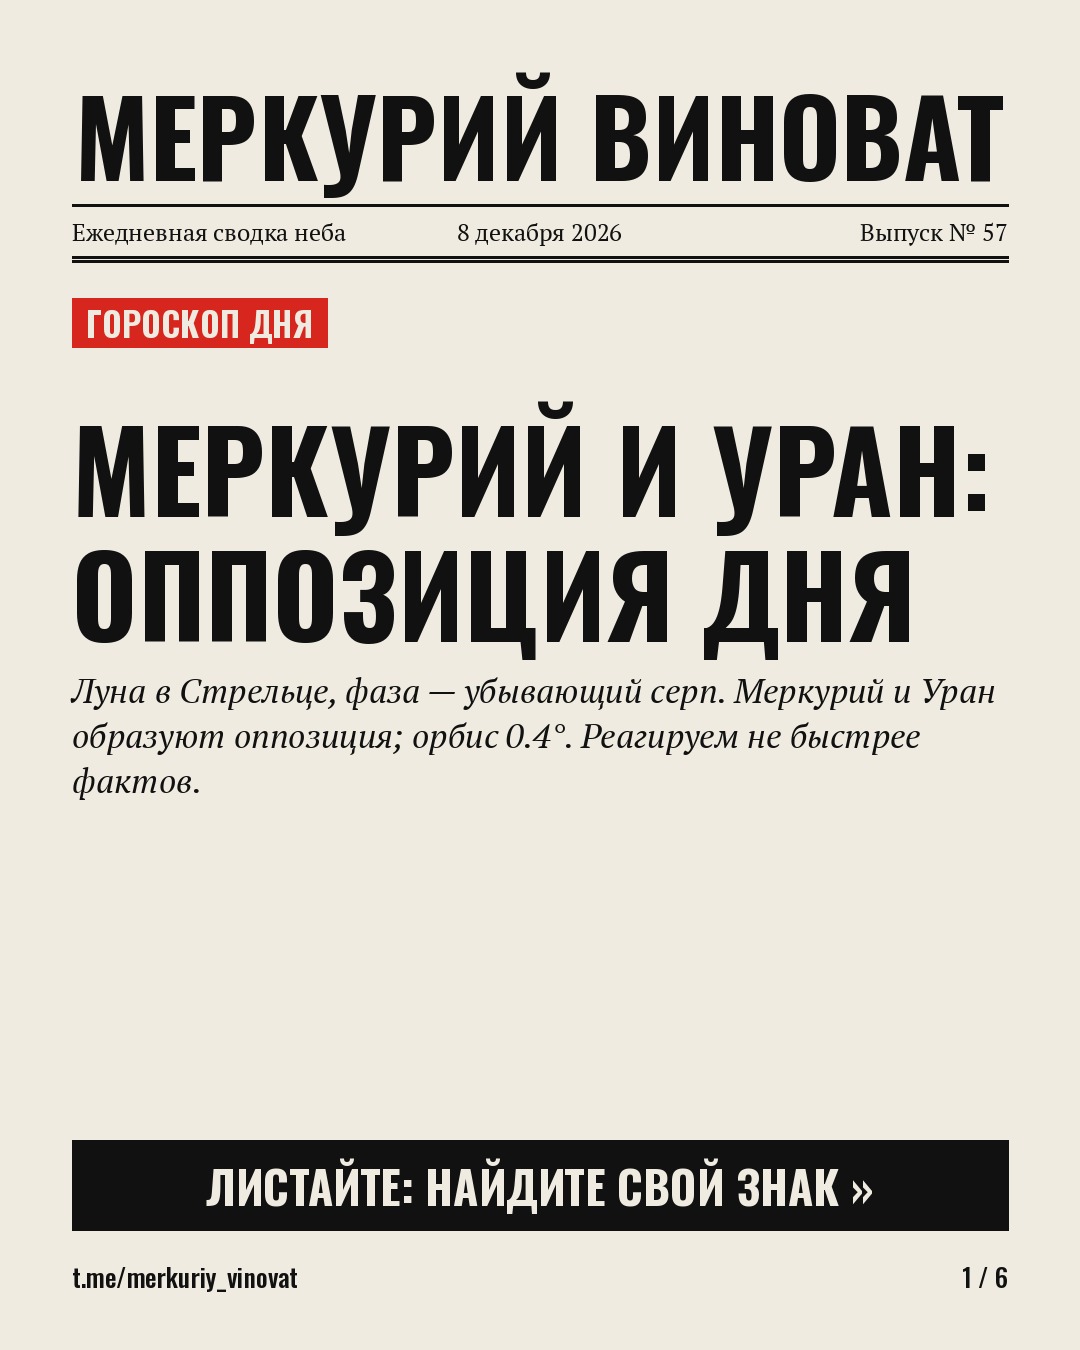 МЕРКУРИЙ ВИНОВАТ
Ежедневная сводка неба 8 декабря 2026 Выпуск № 57
ГОРОСКОП ДНЯ
МЕРКУРИЙ И УРАН:
ОППОЗИЦИЯ ДНЯ
Луна в Стрельце, фаза — убывающий серп. Меркурий и Уран
образуют оппозиция; орбис 0.4°. Реагируем не быстрее
фактов.
ЛИСТАЙТЕ: НАЙДИТЕ СВОЙ ЗНАК »
t.me/merkuriy_vinovat 1 / 6